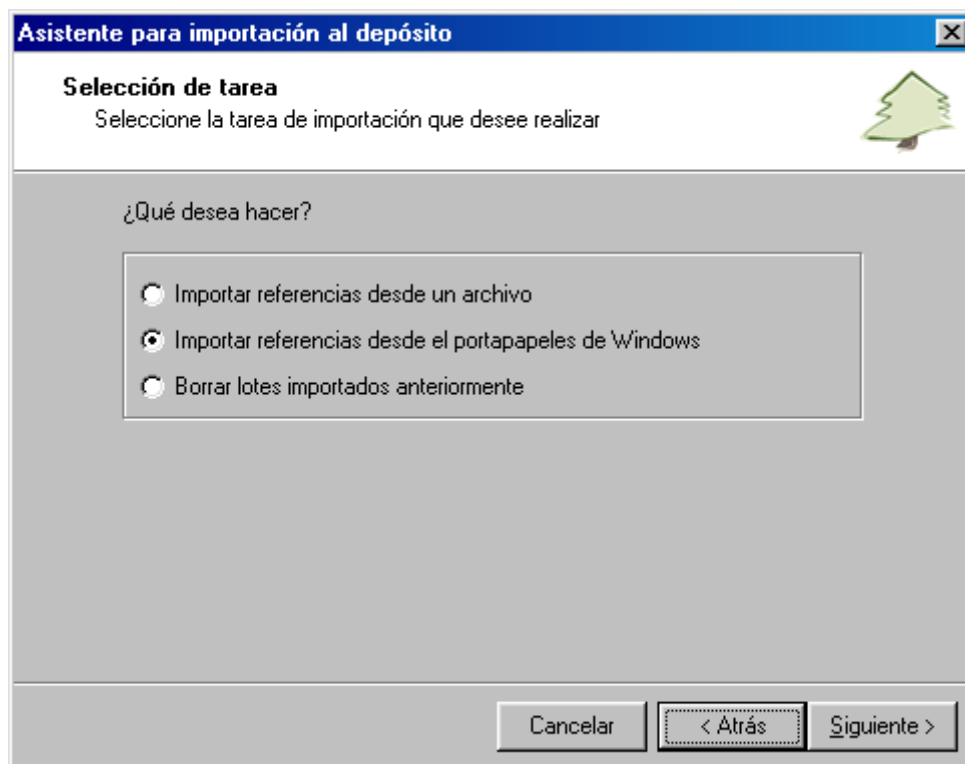 Asistente para importación al depósito
Selección de tarea
Seleccione la tarea de importación que desee realizar
¿Qué desea hacer?
Importar referencias desde un archivo
Importar referencias desde el portapapeles de Windows
Borrar lotes importados anteriormente
Cancelar
< Atrás
Siguiente >